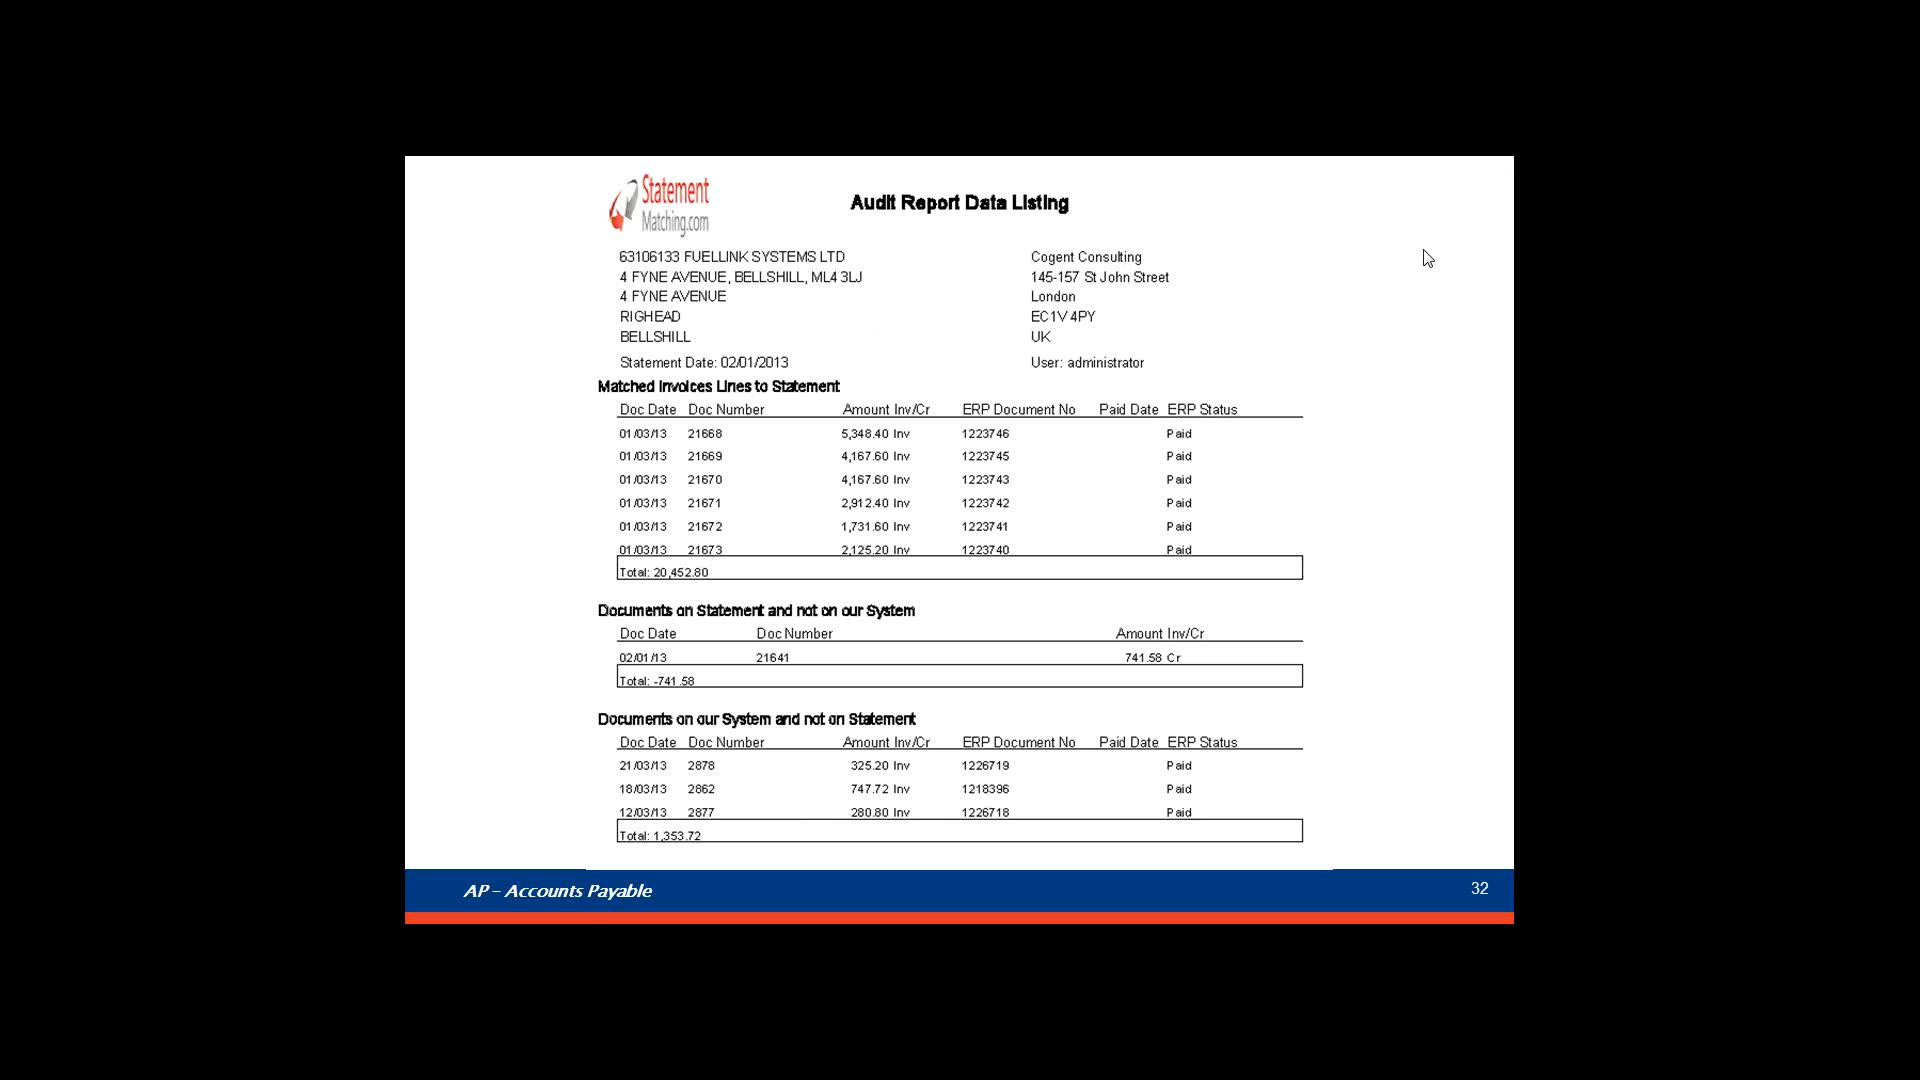 Statement
Matching.com
Audit Report Data Listing
63106133 FUELLINK SYSTEMS LTD
4 FYNE AVENUE, BELLSHILL, ML4 3LJ
4 FYNE AVENUE
RIGHEAD
BELLSHILL
Cogent Consulting
145-157 St John Street
London
EC1V 4PY
UK
Statement Date: 02/01/2013 User: administrator
Matched Invoices Lines to Statement
Doc Date Doc Number Amount Inv/Cr ERP Document No Paid Date ERP Status
01/03/13 21668 5,348.40 Inv 1223746 Paid
01/03/13 21669 4,167.60 Inv 1223745 Paid
01/03/13 21670 4,167.60 Inv 1223743 Paid
01/03/13 21671 2,912.40 Inv 1223742 Paid
01/03/13 21672 1,731.60 Inv 1223741 Paid
01/03/13 21673 2,125.20 Inv 1223740 Paid
Total: 20,452.80
Documents on Statement and not on our System
Doc Date Doc Number Amount Inv/Cr
02/01/13 21641 741.58 Cr
Total: -741.58
Documents on our System and not on Statement
Doc Date Doc Number Amount Inv/Cr ERP Document No Paid Date ERP Status
21/03/13 2878 325.20 Inv 1226719 Paid
18/03/13 2862 747.72 Inv 1218396 Paid
12/03/13 2877 280.80 Inv 1226718 Paid
Total: 1,353.72
AP – Accounts Payable 32